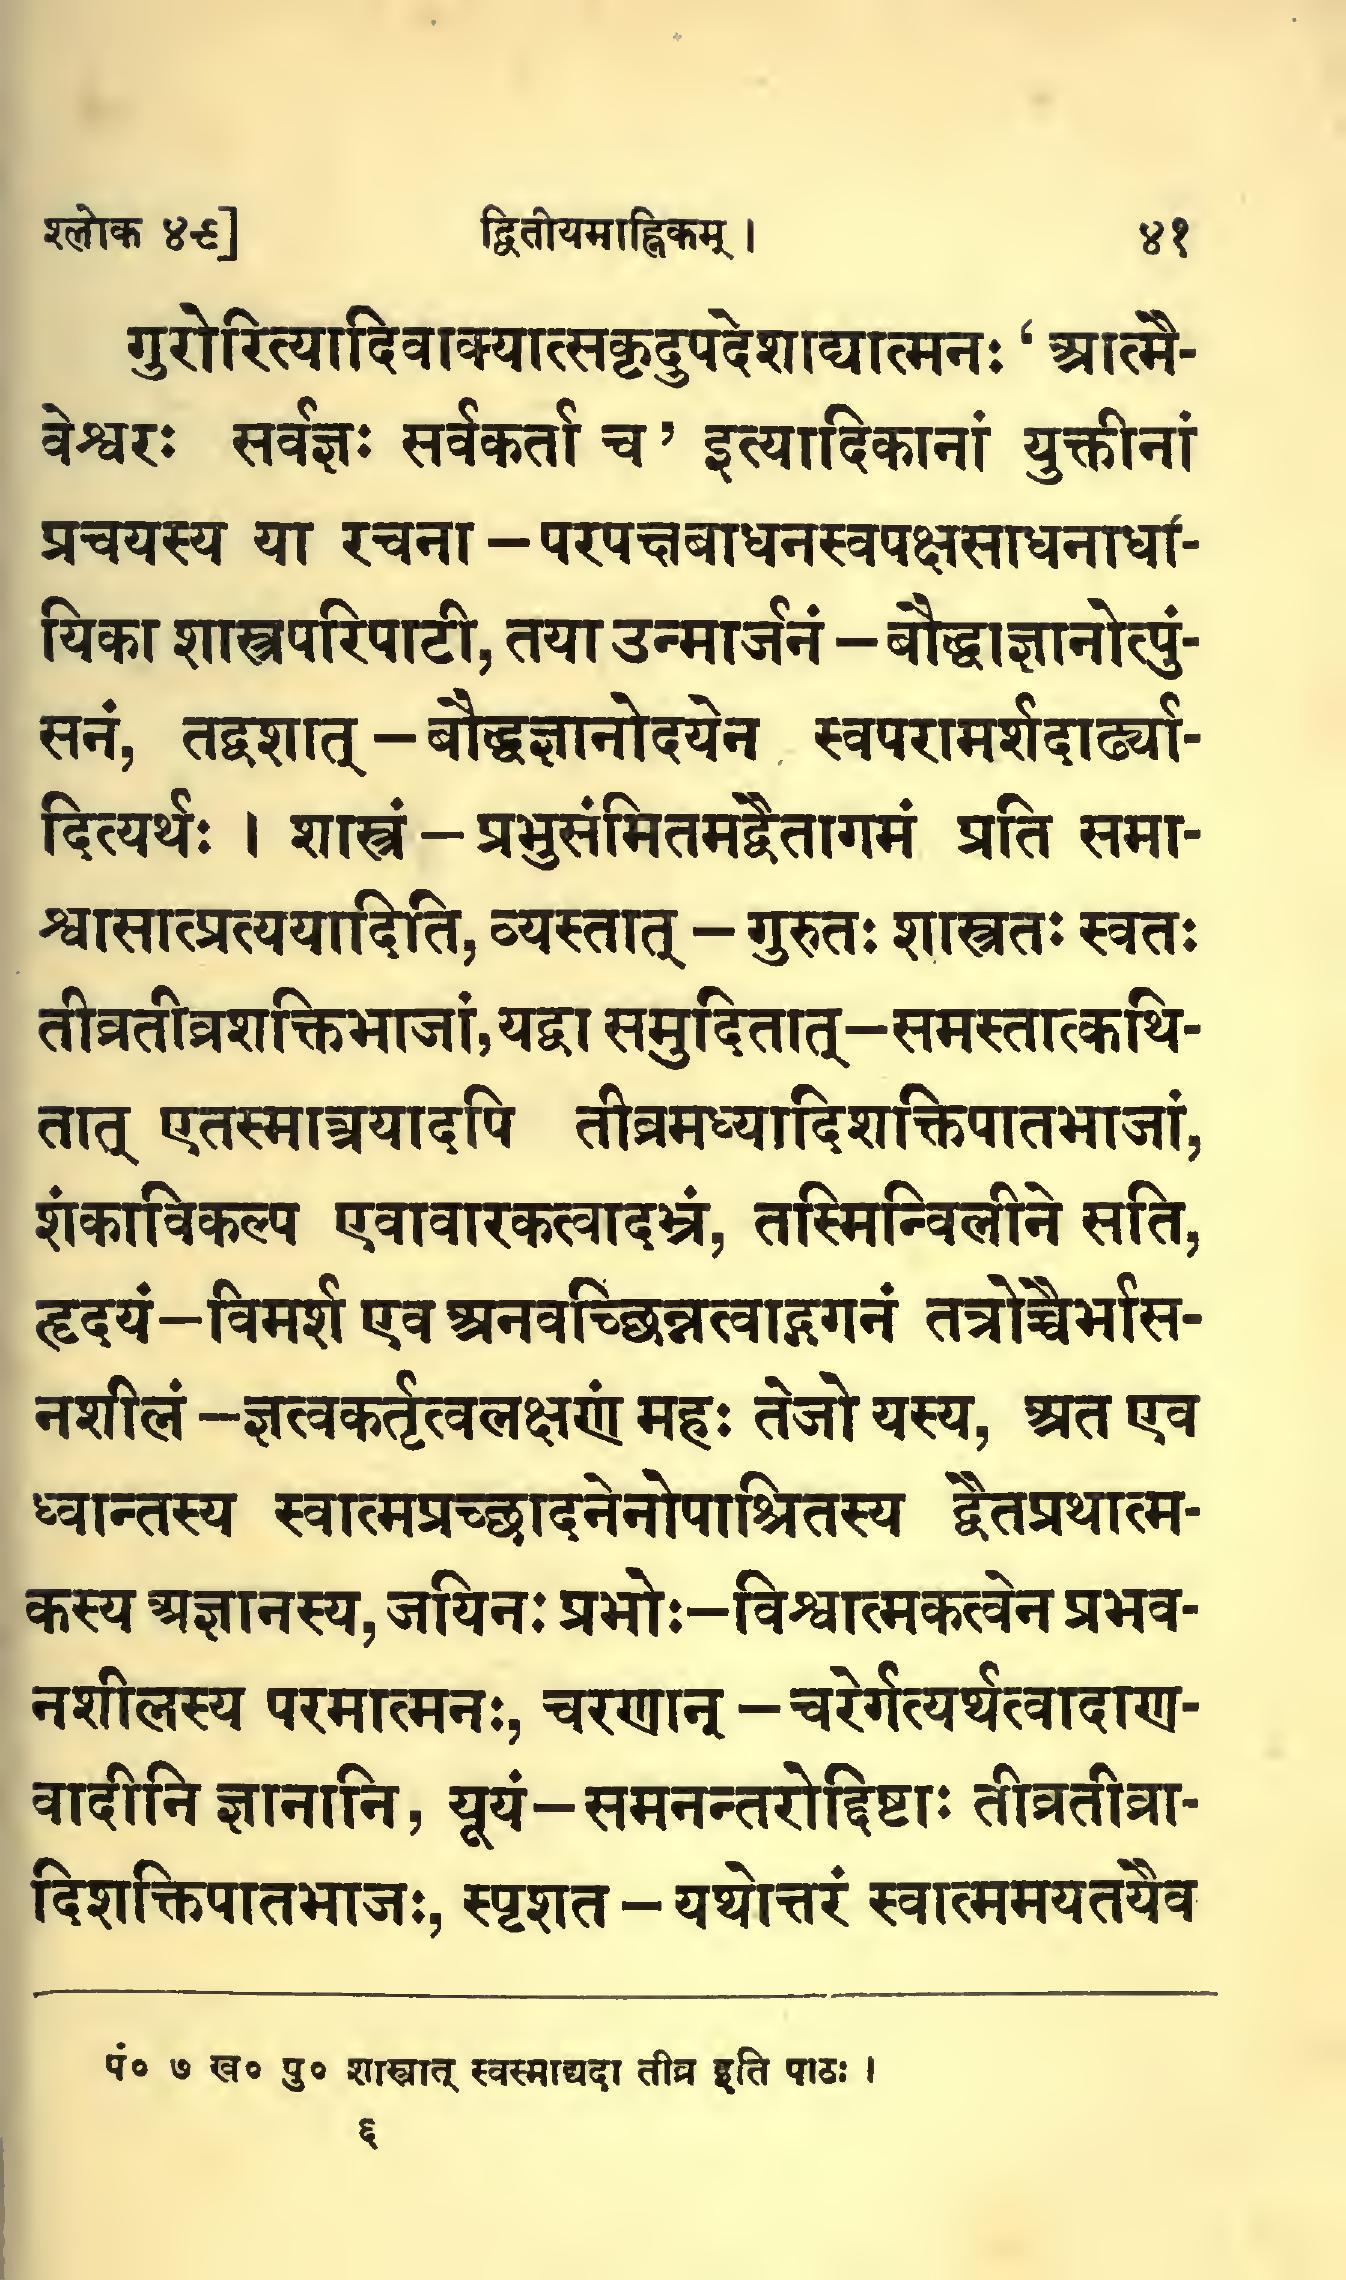 श्लोक ४९] द्वितीयमाह्निकम् । ४१
गुरोरित्यादिवाक्यात्सकृदुपदेशाद्यात्मनः ‘ आत्मै-
वेश्वरः सर्वज्ञः सर्वकर्ता च’ इत्यादिकानां युक्तीनां
प्रचयस्य या रचना – परपक्षबाधनस्वपक्षसाधनाधा-
यिका शास्त्रपरिपाटी, तया उन्मार्जनं – बौद्धाज्ञानोत्पुं-
सनं, तद्वशात् – बौद्धज्ञानोदयेन स्वपरामर्शदार्ढ्या-
दित्यर्थः । शास्त्रं – प्रभुसंमितमद्वैतागमं प्रति समा-
श्वासात्प्रत्ययादिति, व्यस्तात् – गुरुतः शास्त्रतः स्वतः
तीव्रतीव्रशक्तिभाजां, यद्वा समुदितात् – समस्तात्कथि-
तात् एतस्मान्त्रयादपि तीव्रमध्यादिशक्तिपातभाजां,
शंकाविकल्प एवावारकत्वादभ्रं, तस्मिन्विलीने सति,
हृदयं – विमर्श एव अनवच्छिन्नत्वाद्गगनं तत्रोच्चैर्भास-
नशीलं – ज्ञत्वकर्तृत्वलक्षणं महः तेजो यस्य, अत एव
ध्वान्तस्य स्वात्मप्रच्छादनेनोपाश्रितस्य द्वैतप्रथात्म-
कस्य अज्ञानस्य, जयिनः प्रभोः – विश्वात्मकत्वेन प्रभव-
नशीलस्य परमात्मनः, चरणान् – चरेर्गत्यर्थत्वादाण-
वादीनि ज्ञानानि, यूयं – समनन्तरोद्दिष्टाः तीव्रतीव्रा-
दिशक्तिपातभाजः, स्पृशत – यथोत्तरं स्वात्ममयतयैव
पं० ७ ख० पु० शास्त्रात् स्वस्माद्यदा तीव्र इति पाठः ।
६